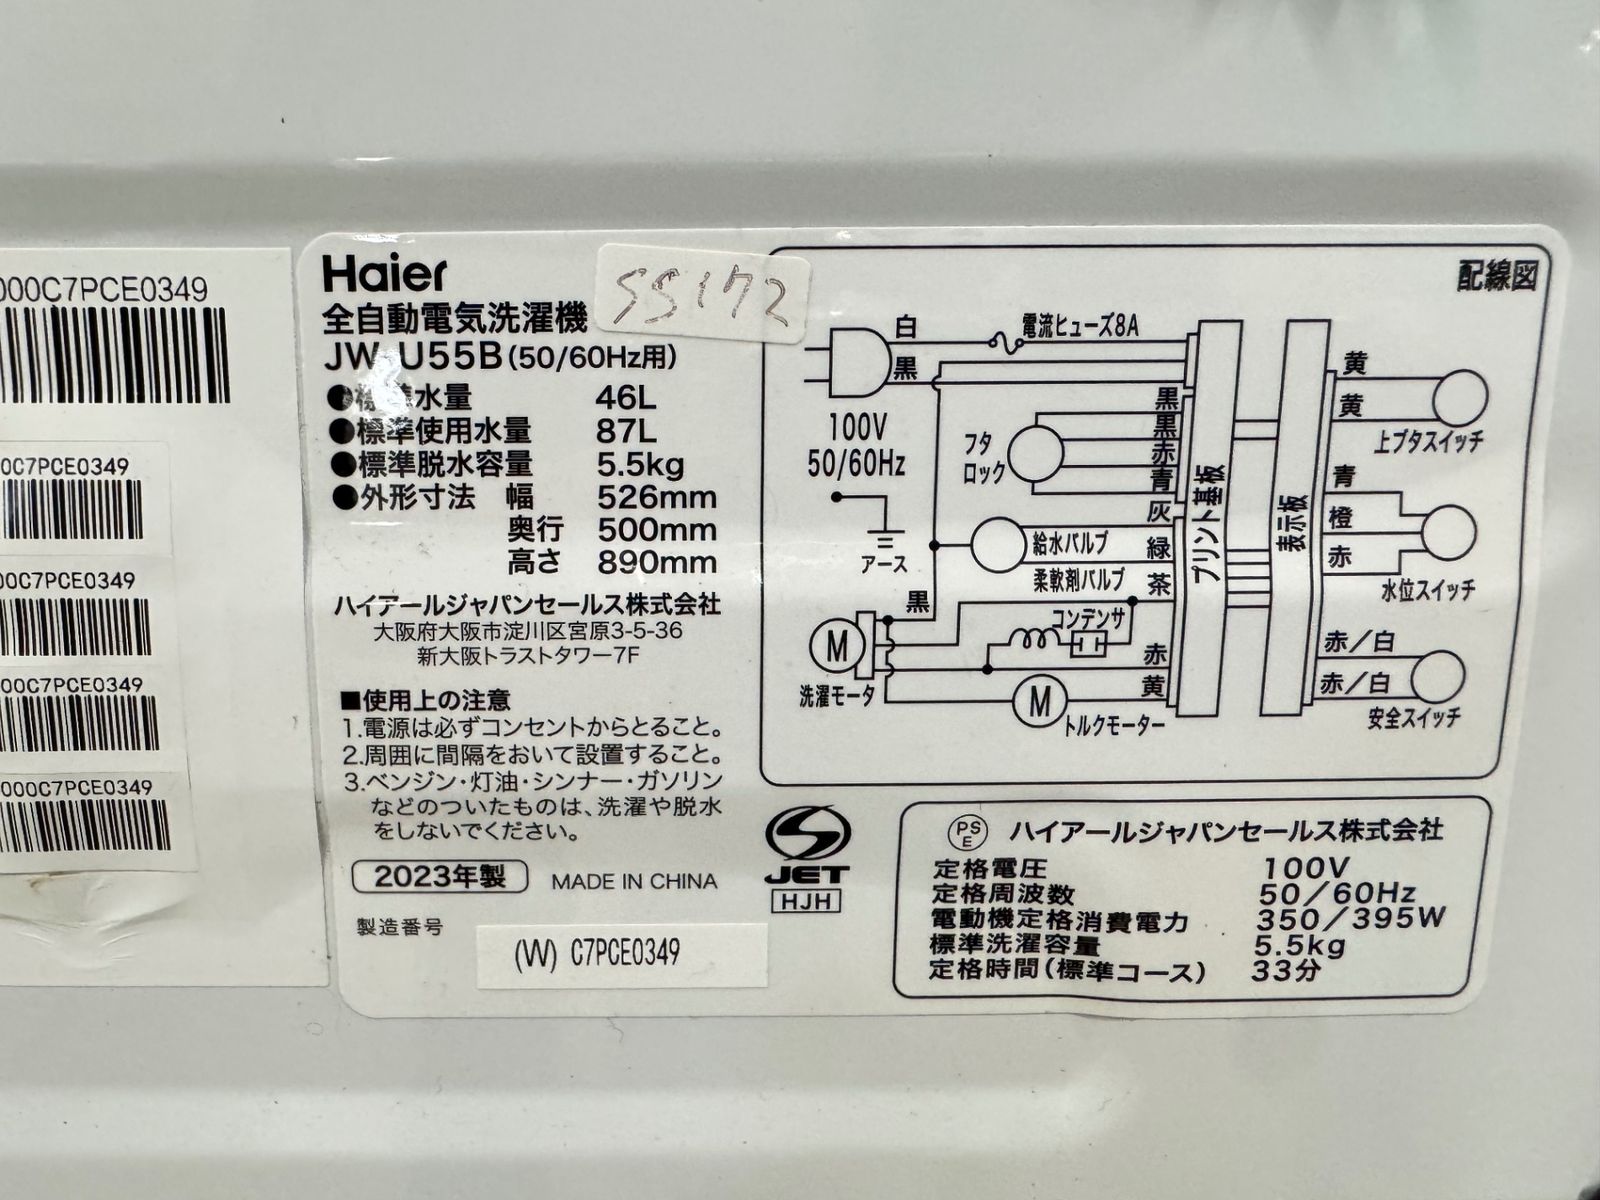 000C7PCE0349
0C7PCE0349
00C7PCE0349
00C7PCE0349
000C7PCE0349
Haier
SS172
全自動電気洗濯機
JW-U55B(50/60Hz用)
●標準水量 46L
●標準使用水量 87L
●標準脱水容量 5.5kg
●外形寸法 幅 526mm
奥行 500mm
高さ 890mm
ハイアールジャパンセールス株式会社
大阪府大阪市淀川区宮原3-5-36
新大阪トラストタワー7F
■使用上の注意
1.電源は必ずコンセントからとること。
2.周囲に間隔をおいて設置すること。
3.ベンジン・灯油・シンナー・ガソリン
などのついたものは、洗濯や脱水
をしないでください。
2023年製 MADE IN CHINA
製造番号
(W) C7PCE0349
配線図
白
電流ヒューズ8A
黒
100V
50/60Hz
アース
フタ
ロック
黒
黒
赤
青
灰
給水バルブ
緑
柔軟剤バルブ
茶
黒
コンデンサ
M
洗濯モータ
赤
黄
M
トルクモーター
プリント基板
表示板
黄
黄
上ブタスイッチ
青
橙
赤
水位スイッチ
赤/白
赤/白
安全スイッチ
JET
HJH
PS
E
ハイアールジャパンセールス株式会社
定格電圧 100V
定格周波数 50/60Hz
電動機定格消費電力 350/395W
標準洗濯容量 5.5kg
定格時間(標準コース) 33分